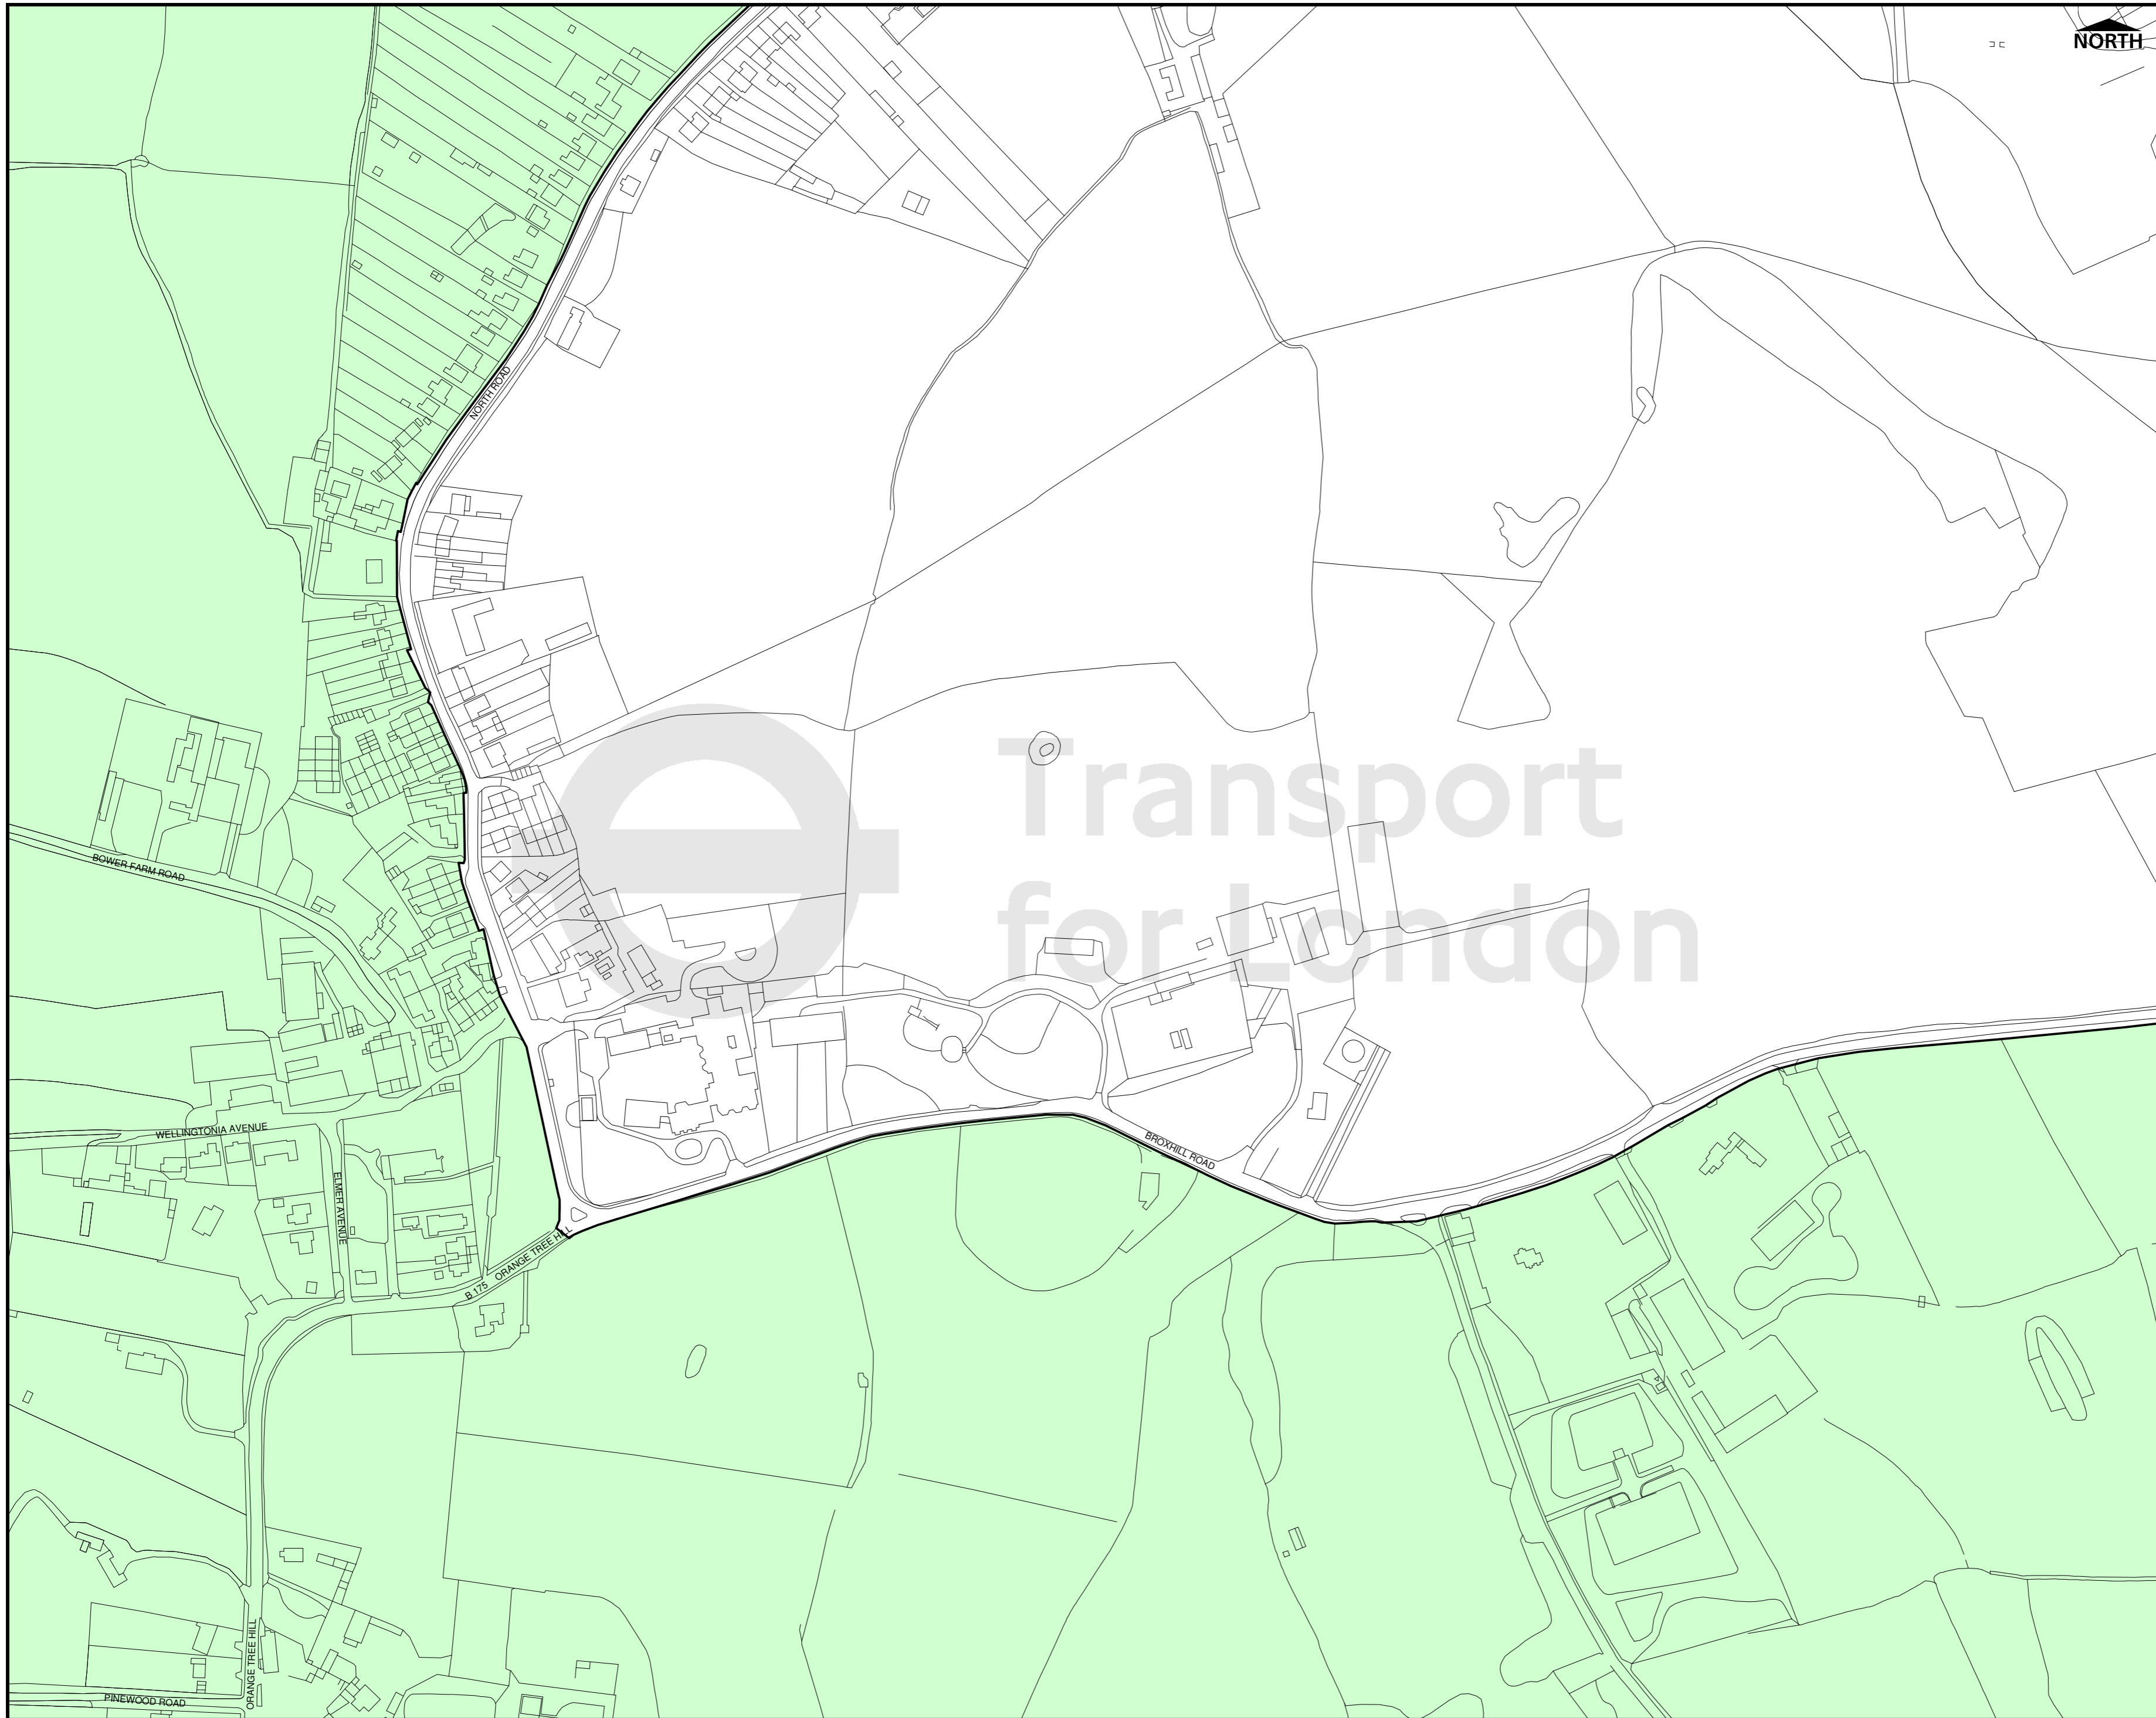 NORTH
NORTH ROAD
Transport
for London
BOWER FARM ROAD
WELLINGTONIA AVENUE
ELMER AVENUE
BROXHILL ROAD
B 175 ORANGE TREE HILL
ORANGE TREE HILL
PINEWOOD ROAD